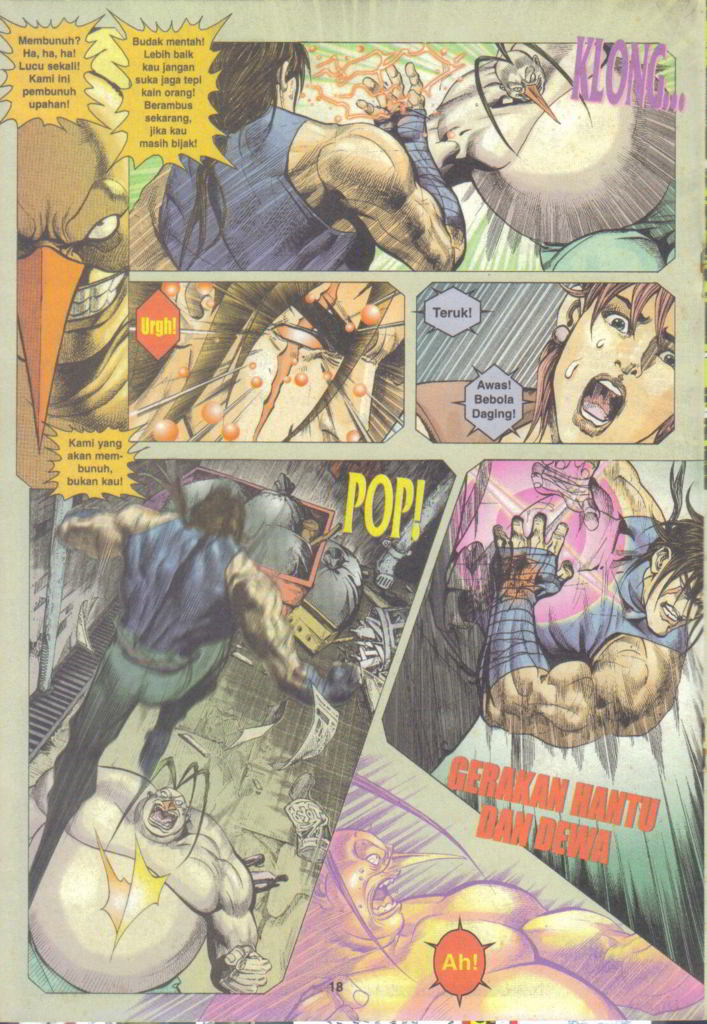 Membunuh?
Ha, ha, ha!
Lucu sekali!
Kami ini
pembunuh
upahan!
Budak mentah!
Lebih baik
kau jangan
suka jaga tepi
kain orang!
Berambus
sekarang,
jika kau
masih bijak!
KLONG...
Urgh!
Teruk!
Awas!
Bebola
Daging!
Kami yang
akan mem-
bunuh,
bukan kau!
POP!
GERAKAN HANTU
DAN DEWA
Ah!
18